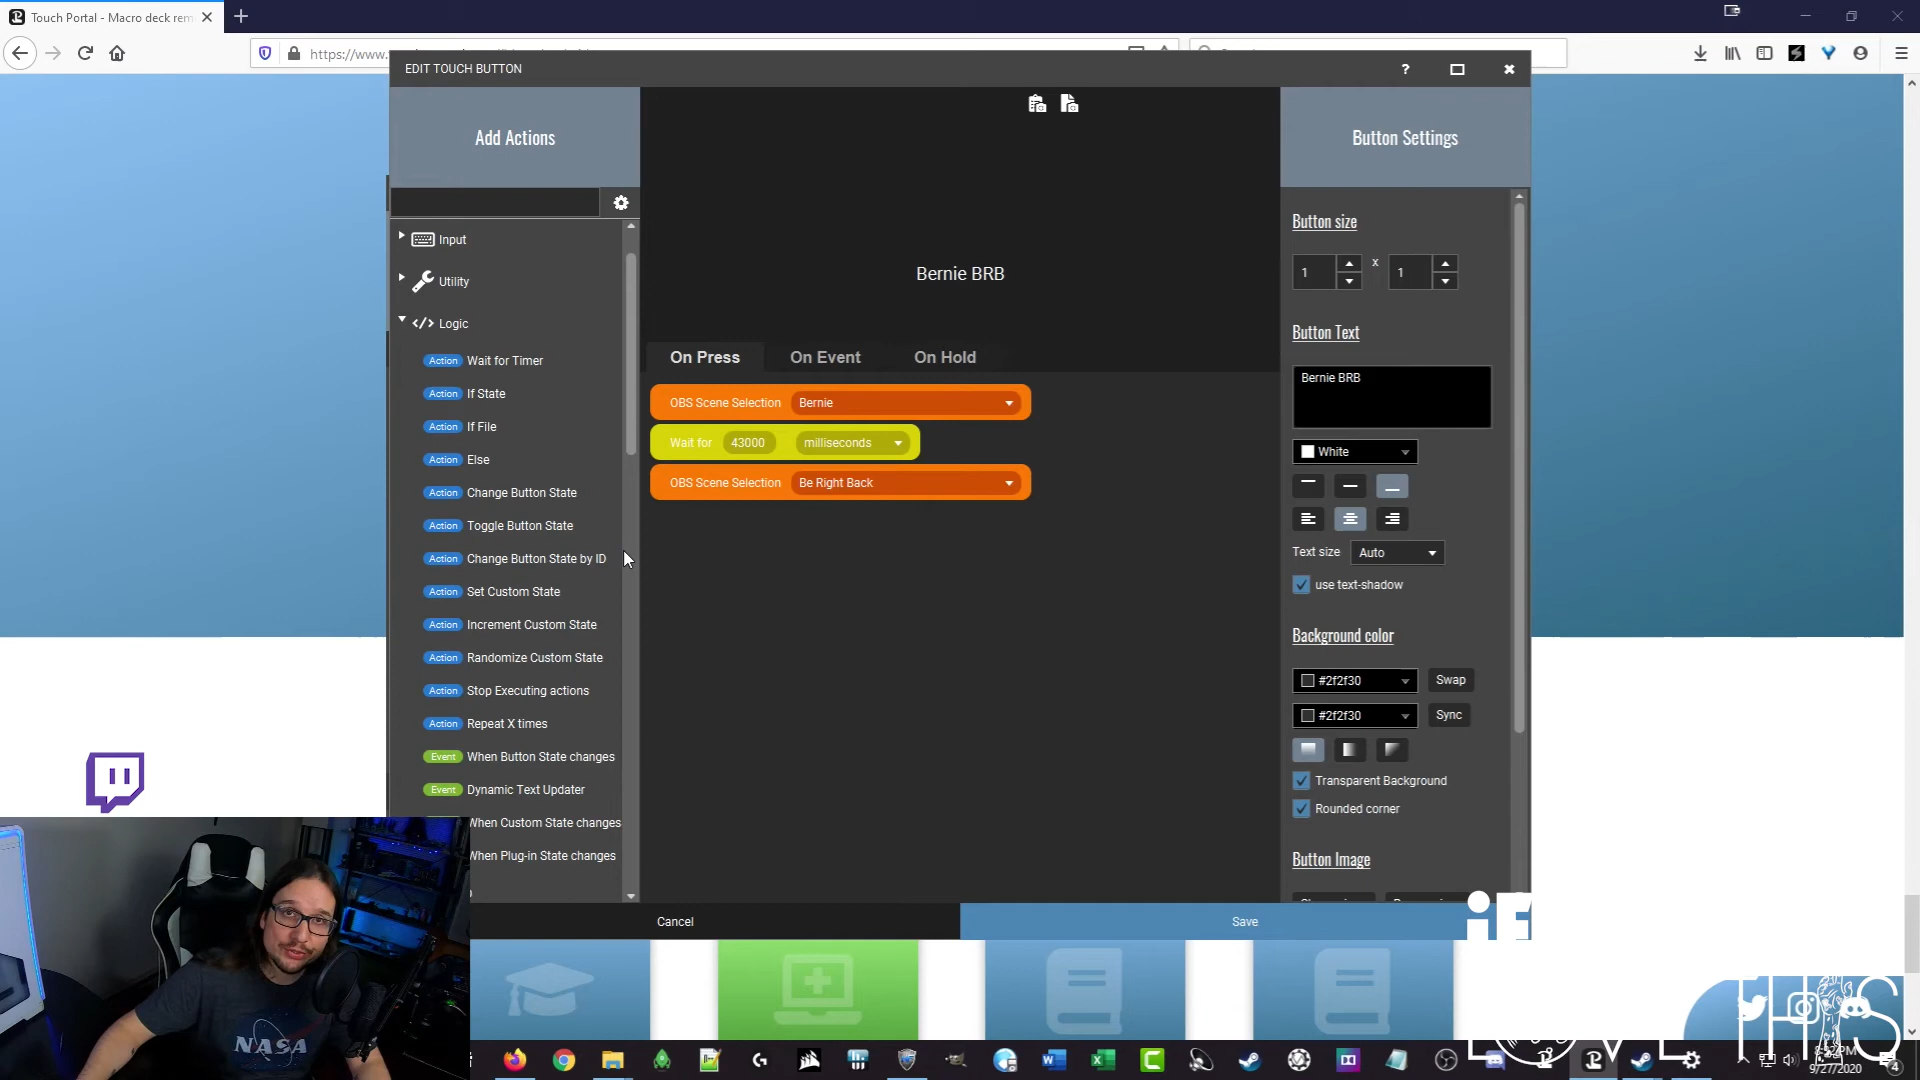 Touch Portal - Macro deck rem
https://www.
EDIT TOUCH BUTTON
?
Add Actions
Button Settings
Input
Utility
Logic
Action Wait for Timer
Action If State
Action If File
Action Else
Action Change Button State
Action Toggle Button State
Action Change Button State by ID
Action Set Custom State
Action Increment Custom State
Action Randomize Custom State
Action Stop Executing actions
Action Repeat X times
Event When Button State changes
Event Dynamic Text Updater
When Custom State changes
When Plug-in State changes
Bernie BRB
On Press On Event On Hold
OBS Scene Selection Bernie
Wait for 43000 milliseconds
OBS Scene Selection Be Right Back
Button size
1 x 1
Button Text
Bernie BRB
White
Text size Auto
use text-shadow
Background color
#2f2f30 Swap
#2f2f30 Sync
Transparent Background
Rounded corner
Button Image
Cancel
Save
NASA
9/27/2020
4